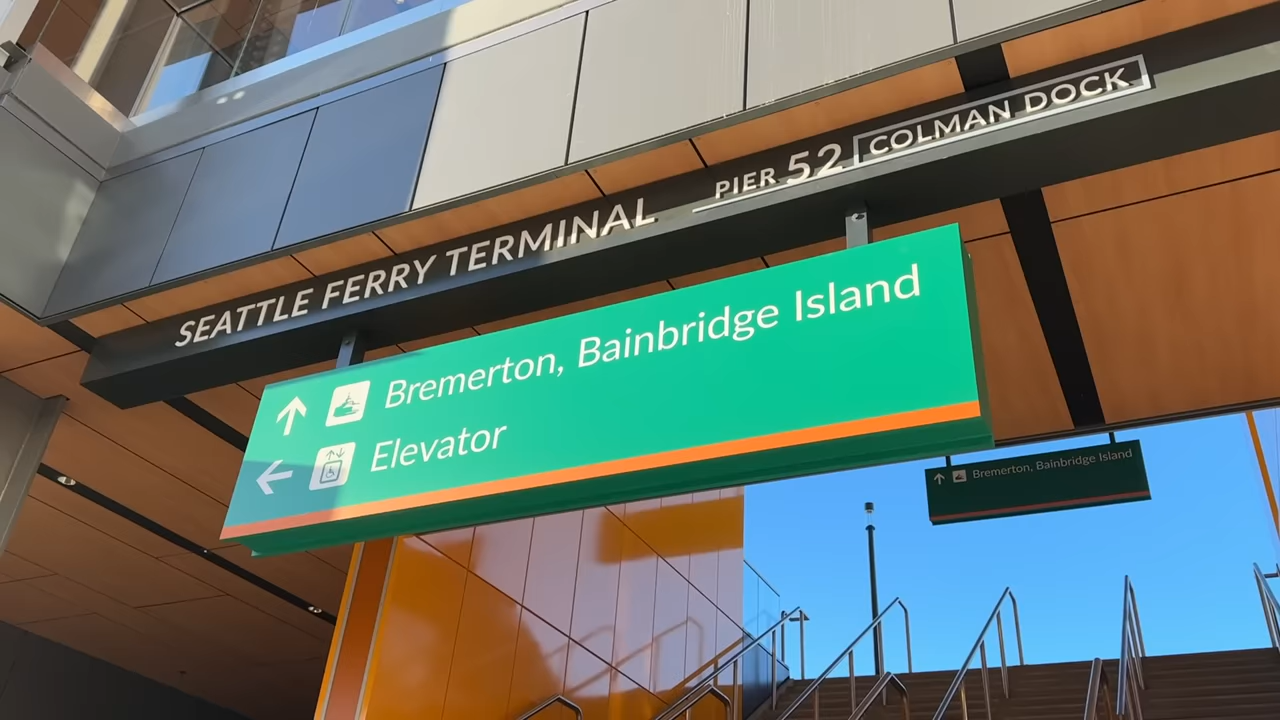 SEATTLE FERRY TERMINAL PIER 52 COLMAN DOCK
Bremerton, Bainbridge Island
Elevator
Bremerton, Bainbridge Island